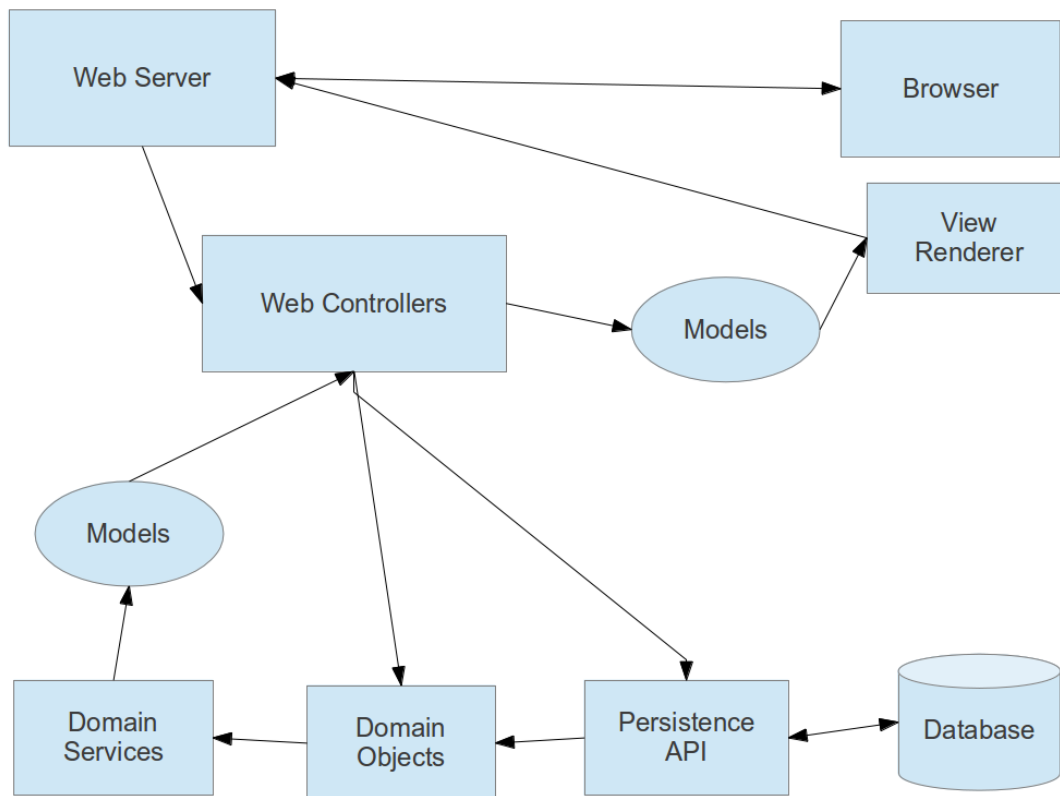 Web Server
Browser
View
Renderer
Web Controllers
Models
Models
Domain
Services
Domain
Objects
Persistence
API
Database